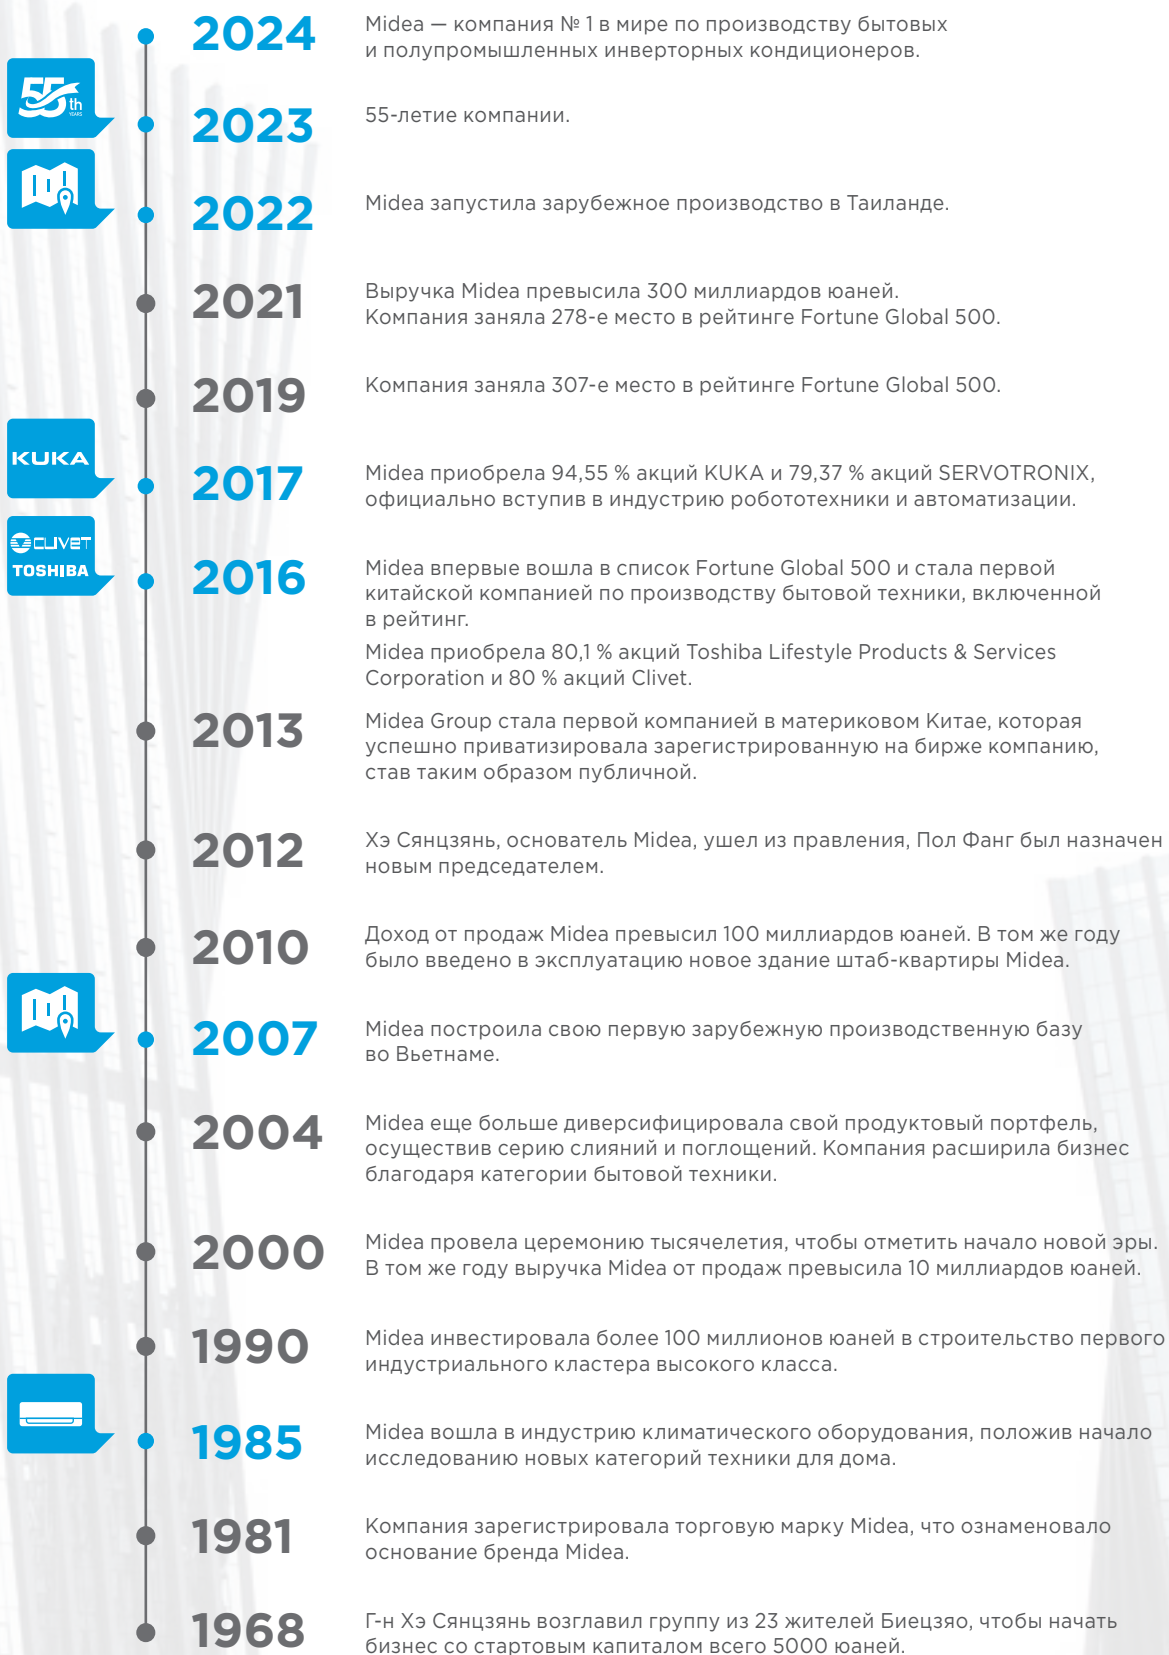 2024
Midea — компания № 1 в мире по производству бытовых
и полупромышленных инверторных кондиционеров.
55th
YEARS
2023
55-летие компании.
2022
Midea запустила зарубежное производство в Таиланде.
2021
Выручка Midea превысила 300 миллиардов юаней.
Компания заняла 278-е место в рейтинге Fortune Global 500.
2019
Компания заняла 307-е место в рейтинге Fortune Global 500.
KUKA
2017
Midea приобрела 94,55 % акций KUKA и 79,37 % акций SERVOTRONIX,
официально вступив в индустрию робототехники и автоматизации.
CLIVET
TOSHIBA
2016
Midea впервые вошла в список Fortune Global 500 и стала первой
китайской компанией по производству бытовой техники, включенной
в рейтинг.
Midea приобрела 80,1 % акций Toshiba Lifestyle Products & Services
Corporation и 80 % акций Clivet.
2013
Midea Group стала первой компанией в материковом Китае, которая
успешно приватизировала зарегистрированную на бирже компанию,
став таким образом публичной.
2012
Хэ Сянцзянь, основатель Midea, ушел из правления, Пол Фанг был назначен
новым председателем.
2010
Доход от продаж Midea превысил 100 миллиардов юаней. В том же году
было введено в эксплуатацию новое здание штаб-квартиры Midea.
2007
Midea построила свою первую зарубежную производственную базу
во Вьетнаме.
2004
Midea еще больше диверсифицировала свой продуктовый портфель,
осуществив серию слияний и поглощений. Компания расширила бизнес
благодаря категории бытовой техники.
2000
Midea провела церемонию тысячелетия, чтобы отметить начало новой эры.
В том же году выручка Midea от продаж превысила 10 миллиардов юаней.
1990
Midea инвестировала более 100 миллионов юаней в строительство первого
индустриального кластера высокого класса.
1985
Midea вошла в индустрию климатического оборудования, положив начало
исследованию новых категорий техники для дома.
1981
Компания зарегистрировала торговую марку Midea, что ознаменовало
основание бренда Midea.
1968
Г-н Хэ Сянцзянь возглавил группу из 23 жителей Биецзяо, чтобы начать
бизнес со стартовым капиталом всего 5000 юаней.